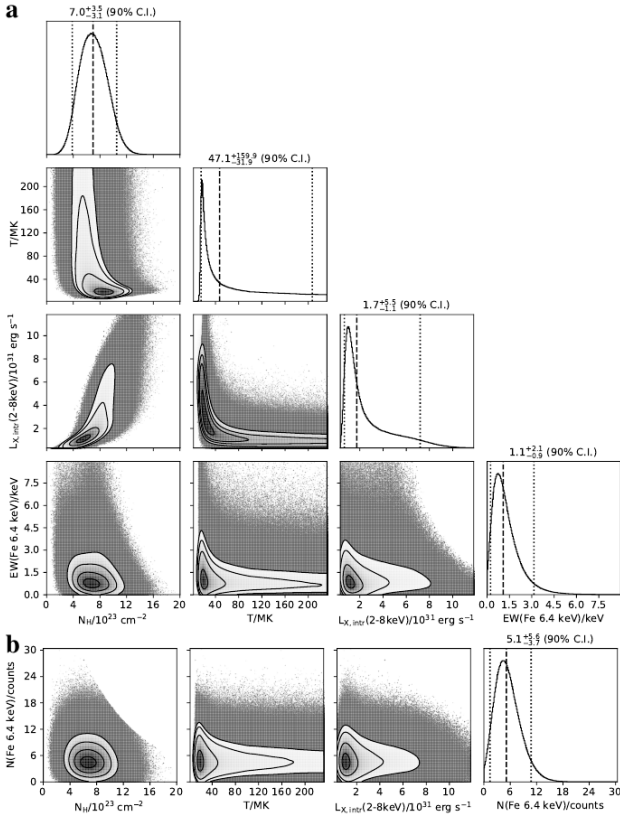 a
7.0+3.5−3.1 (90% C.I.)
47.1+159.9−31.9 (90% C.I.)
T/MK
200
160
120
80
40
1.7+5.5−1.1 (90% C.I.)
L_X,intr(2-8keV)/10^31 erg s^−1
10
8
6
4
2
1.1+2.1−0.9 (90% C.I.)
EW(Fe 6.4 keV)/keV
7.5
6.0
4.5
3.0
1.5
0.0
0 4 8 12 16 20
40 80 120 160 200
2 4 6 8 10
0.0 1.5 3.0 4.5 6.0 7.5
N_H/10^23 cm^−2
T/MK
L_X,intr(2-8keV)/10^31 erg s^−1
EW(Fe 6.4 keV)/keV
b
5.1+5.6−3.7 (90% C.I.)
N(Fe 6.4 keV)/counts
30
24
18
12
6
0
0 4 8 12 16 20
40 80 120 160 200
2 4 6 8 10
0 6 12 18 24 30
N_H/10^23 cm^−2
T/MK
L_X,intr(2-8keV)/10^31 erg s^−1
N(Fe 6.4 keV)/counts